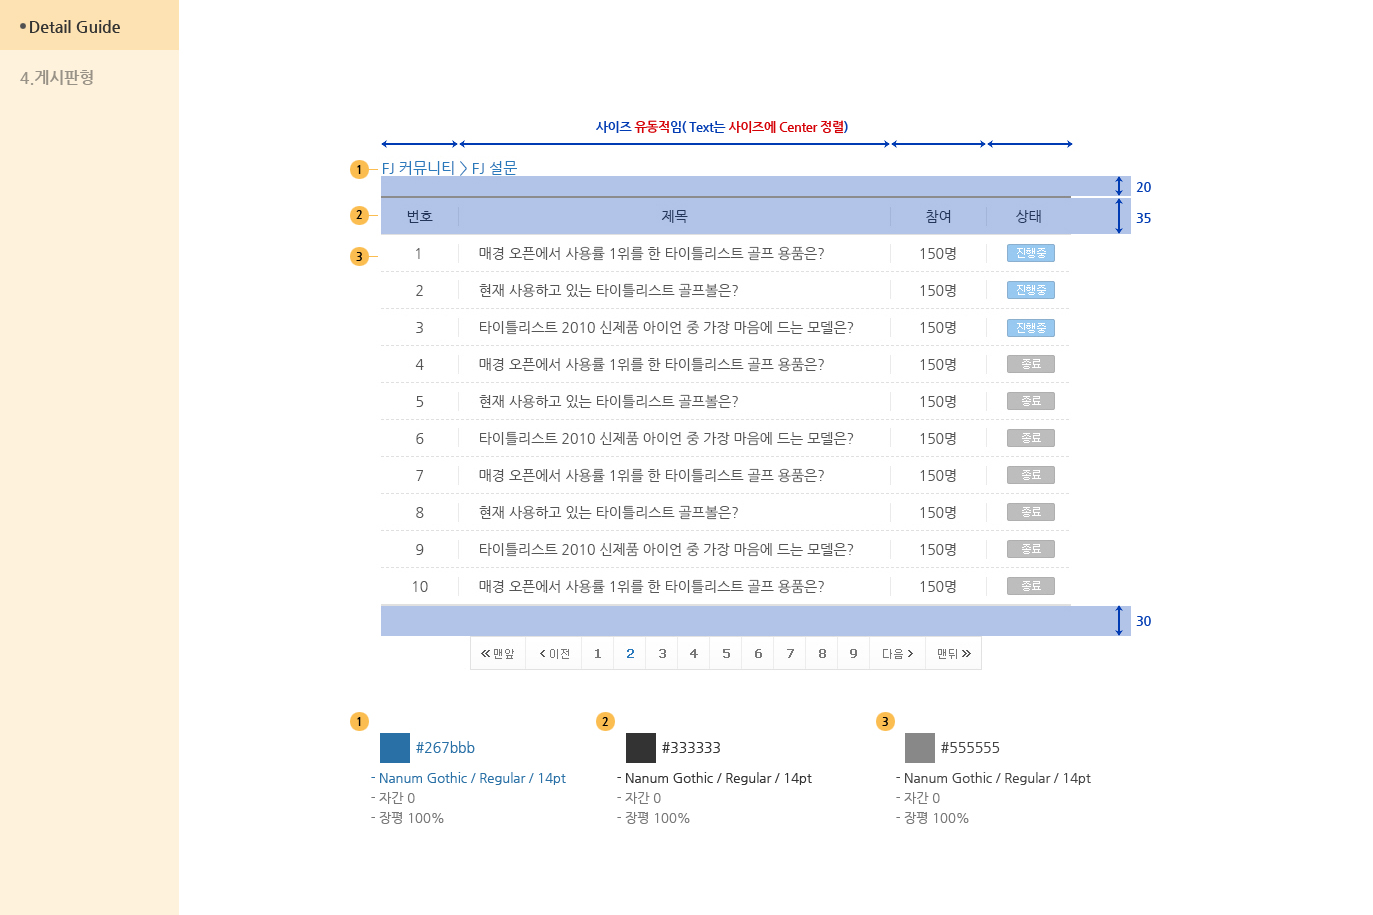 Detail Guide
4.게시판형
사이즈 유동적임( Text는 사이즈에 Center 정렬)
1 FJ 커뮤니티 > FJ 설문
20
2 번호 제목 참여 상태 35
3 1 매경 오픈에서 사용률 1위를 한 타이틀리스트 골프 용품은? 150명 진행중
2 현재 사용하고 있는 타이틀리스트 골프볼은? 150명 진행중
3 타이틀리스트 2010 신제품 아이언 중 가장 마음에 드는 모델은? 150명 진행중
4 매경 오픈에서 사용률 1위를 한 타이틀리스트 골프 용품은? 150명 종료
5 현재 사용하고 있는 타이틀리스트 골프볼은? 150명 종료
6 타이틀리스트 2010 신제품 아이언 중 가장 마음에 드는 모델은? 150명 종료
7 매경 오픈에서 사용률 1위를 한 타이틀리스트 골프 용품은? 150명 종료
8 현재 사용하고 있는 타이틀리스트 골프볼은? 150명 종료
9 타이틀리스트 2010 신제품 아이언 중 가장 마음에 드는 모델은? 150명 종료
10 매경 오픈에서 사용률 1위를 한 타이틀리스트 골프 용품은? 150명 종료
30
« 맨앞 < 이전 1 2 3 4 5 6 7 8 9 다음 > 맨뒤 »
1
#267bbb
- Nanum Gothic / Regular / 14pt
- 자간 0
- 장평 100%
2
#333333
- Nanum Gothic / Regular / 14pt
- 자간 0
- 장평 100%
3
#555555
- Nanum Gothic / Regular / 14pt
- 자간 0
- 장평 100%